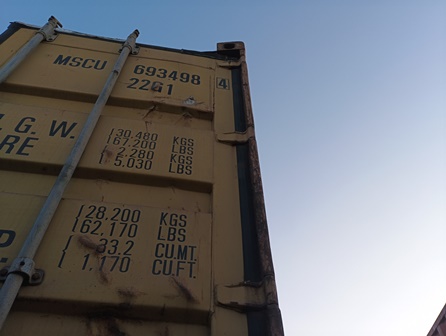 MSCU 693498 4
22G1
G. W. 30.480 KGS
67.200 LBS
RE 2.280 KGS
5.030 LBS
P. 28.200 KGS
62.170 LBS
33.2 CU.MT.
1.170 CU.FT.